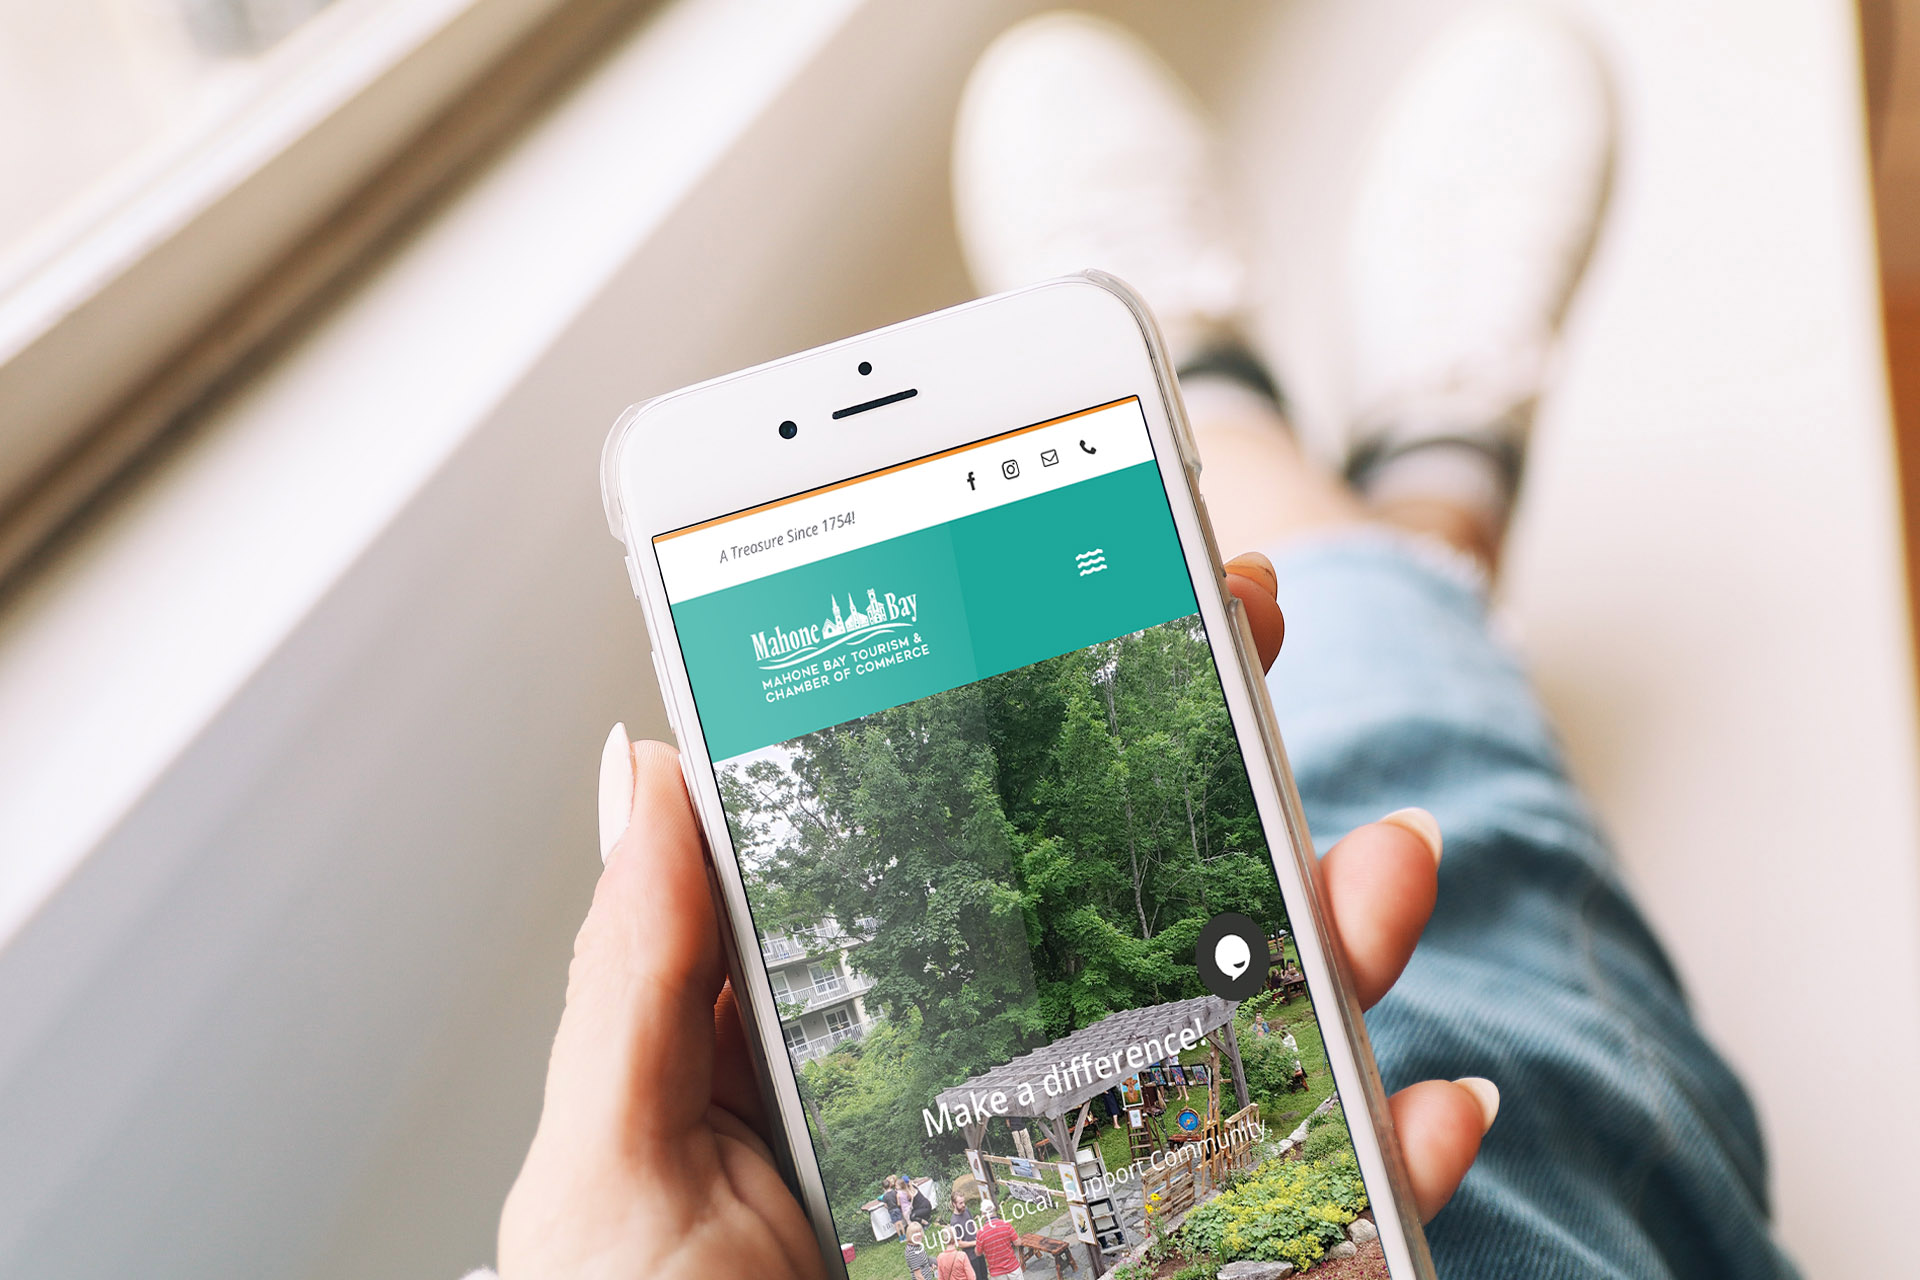 A Treasure Since 1754!
Mahone Bay
MAHONE BAY TOURISM &
CHAMBER OF COMMERCE
Make a difference!
Support Local, Support Community.